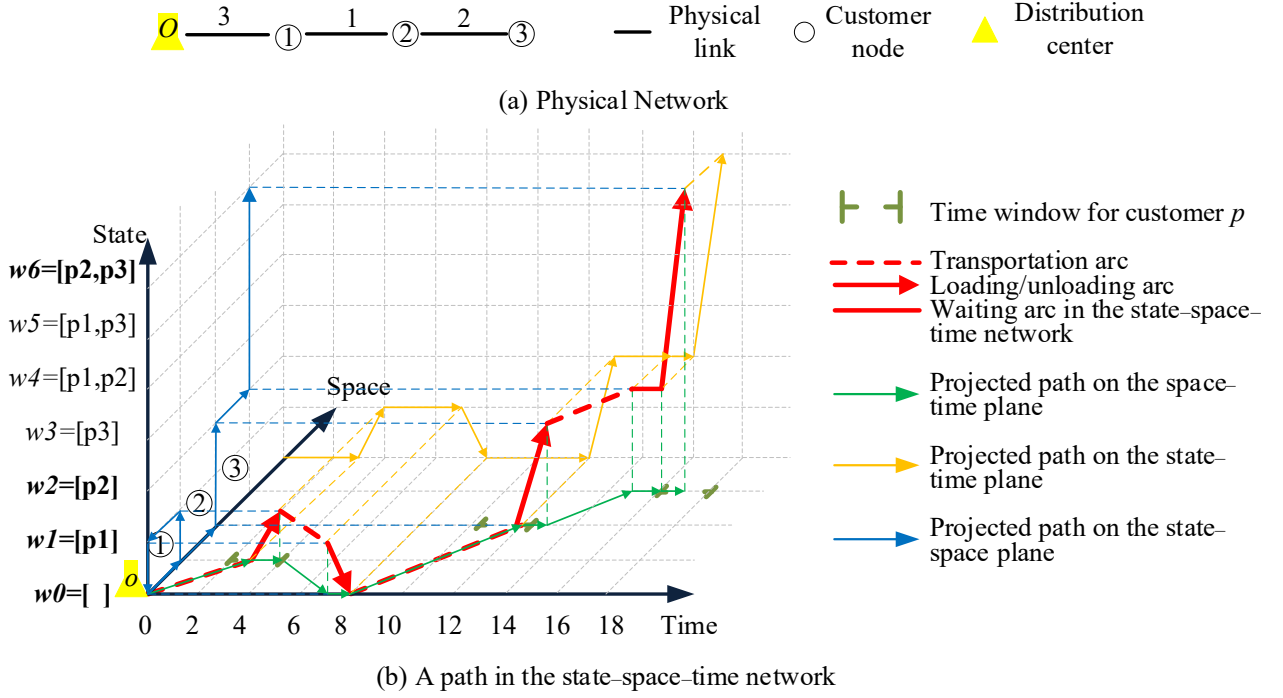 O 3 ① 1 ② 2 ③
Physical
link
Customer
node
Distribution
center
(a) Physical Network
State
w6=[p2,p3]
w5=[p1,p3]
w4=[p1,p2]
w3=[p3]
w2=[p2]
w1=[p1]
w0=[ ]
o
①
②
③
Space
0 2 4 6 8 10 12 14 16 18 Time
Time window for customer p
Transportation arc
Loading/unloading arc
Waiting arc in the state–space–
time network
Projected path on the space–
time plane
Projected path on the state–
time plane
Projected path on the state–
space plane
(b) A path in the state–space–time network